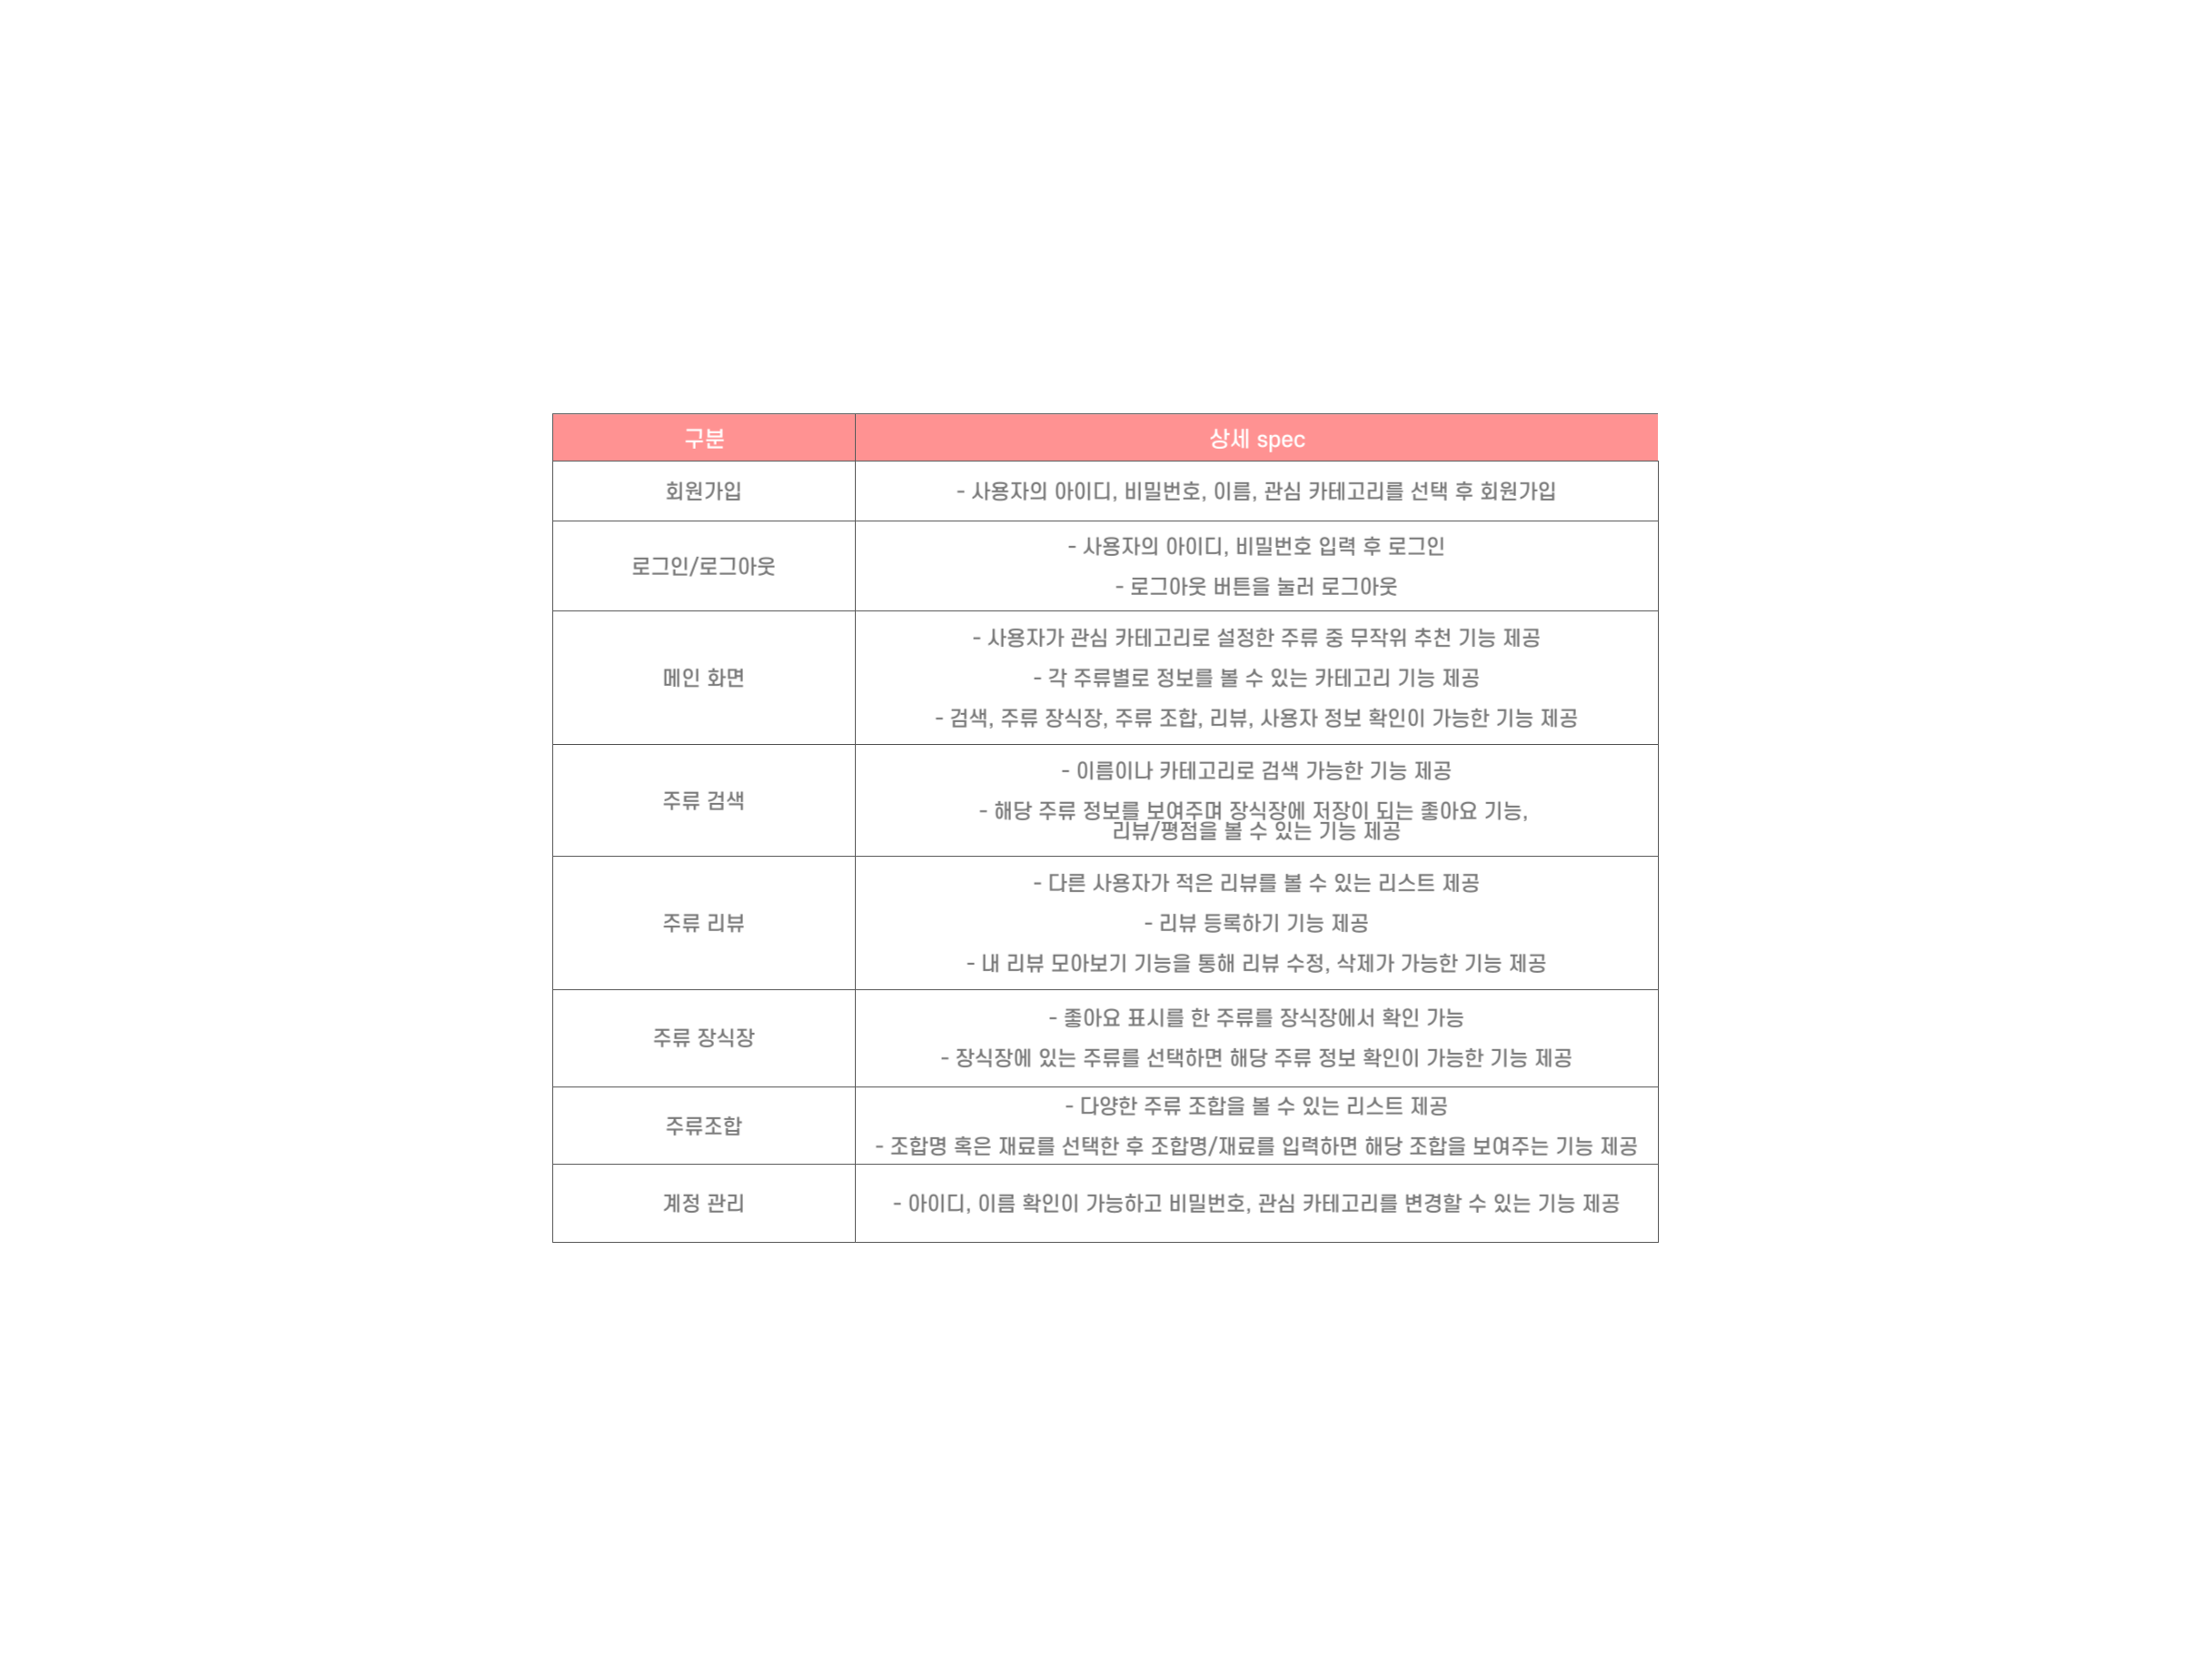 구분
상세 spec
회원가입
- 사용자의 아이디, 비밀번호, 이름, 관심 카테고리를 선택 후 회원가입
로그인/로그아웃
- 사용자의 아이디, 비밀번호 입력 후 로그인
- 로그아웃 버튼을 눌러 로그아웃
메인 화면
- 사용자가 관심 카테고리로 설정한 주류 중 무작위 추천 기능 제공
- 각 주류별로 정보를 볼 수 있는 카테고리 기능 제공
- 검색, 주류 장식장, 주류 조합, 리뷰, 사용자 정보 확인이 가능한 기능 제공
주류 검색
- 이름이나 카테고리로 검색 가능한 기능 제공
- 해당 주류 정보를 보여주며 장식장에 저장이 되는 좋아요 기능,
리뷰/평점을 볼 수 있는 기능 제공
주류 리뷰
- 다른 사용자가 적은 리뷰를 볼 수 있는 리스트 제공
- 리뷰 등록하기 기능 제공
- 내 리뷰 모아보기 기능을 통해 리뷰 수정, 삭제가 가능한 기능 제공
주류 장식장
- 좋아요 표시를 한 주류를 장식장에서 확인 가능
- 장식장에 있는 주류를 선택하면 해당 주류 정보 확인이 가능한 기능 제공
주류조합
- 다양한 주류 조합을 볼 수 있는 리스트 제공
- 조합명 혹은 재료를 선택한 후 조합명/재료를 입력하면 해당 조합을 보여주는 기능 제공
계정 관리
- 아이디, 이름 확인이 가능하고 비밀번호, 관심 카테고리를 변경할 수 있는 기능 제공